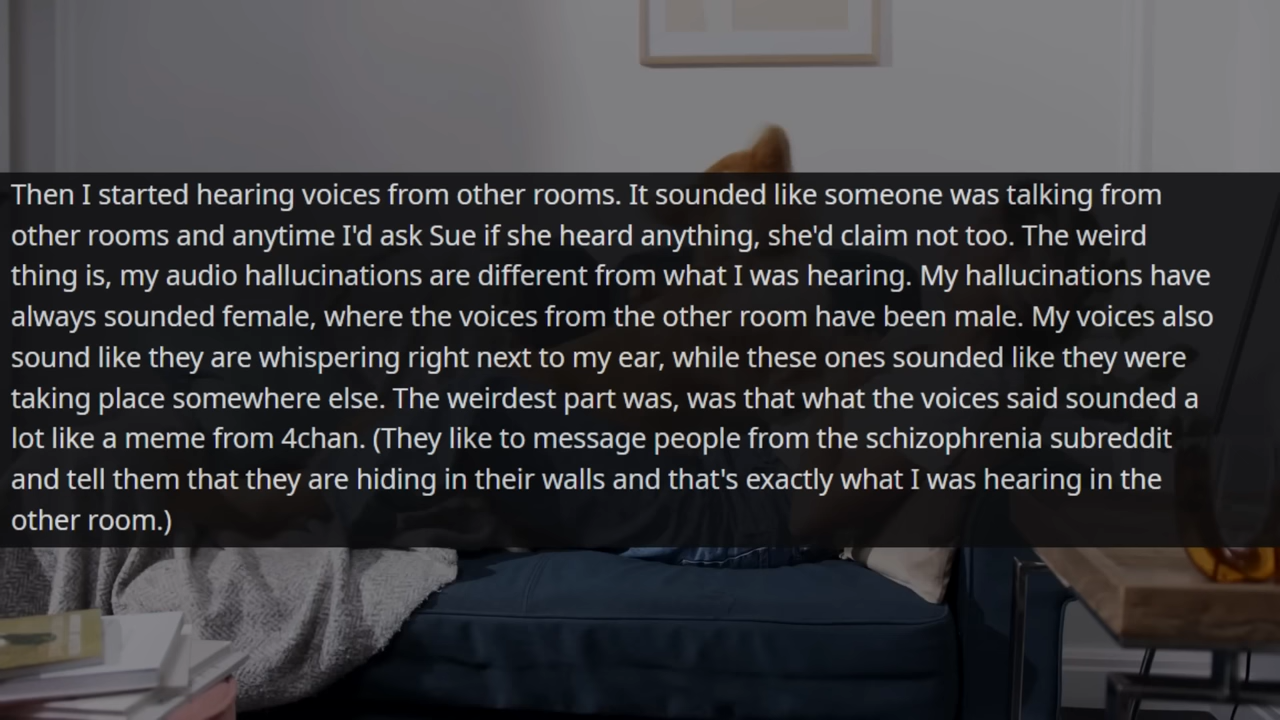 Then I started hearing voices from other rooms. It sounded like someone was talking from
other rooms and anytime I'd ask Sue if she heard anything, she'd claim not too. The weird
thing is, my audio hallucinations are different from what I was hearing. My hallucinations have
always sounded female, where the voices from the other room have been male. My voices also
sound like they are whispering right next to my ear, while these ones sounded like they were
taking place somewhere else. The weirdest part was, was that what the voices said sounded a
lot like a meme from 4chan. (They like to message people from the schizophrenia subreddit
and tell them that they are hiding in their walls and that's exactly what I was hearing in the
other room.)